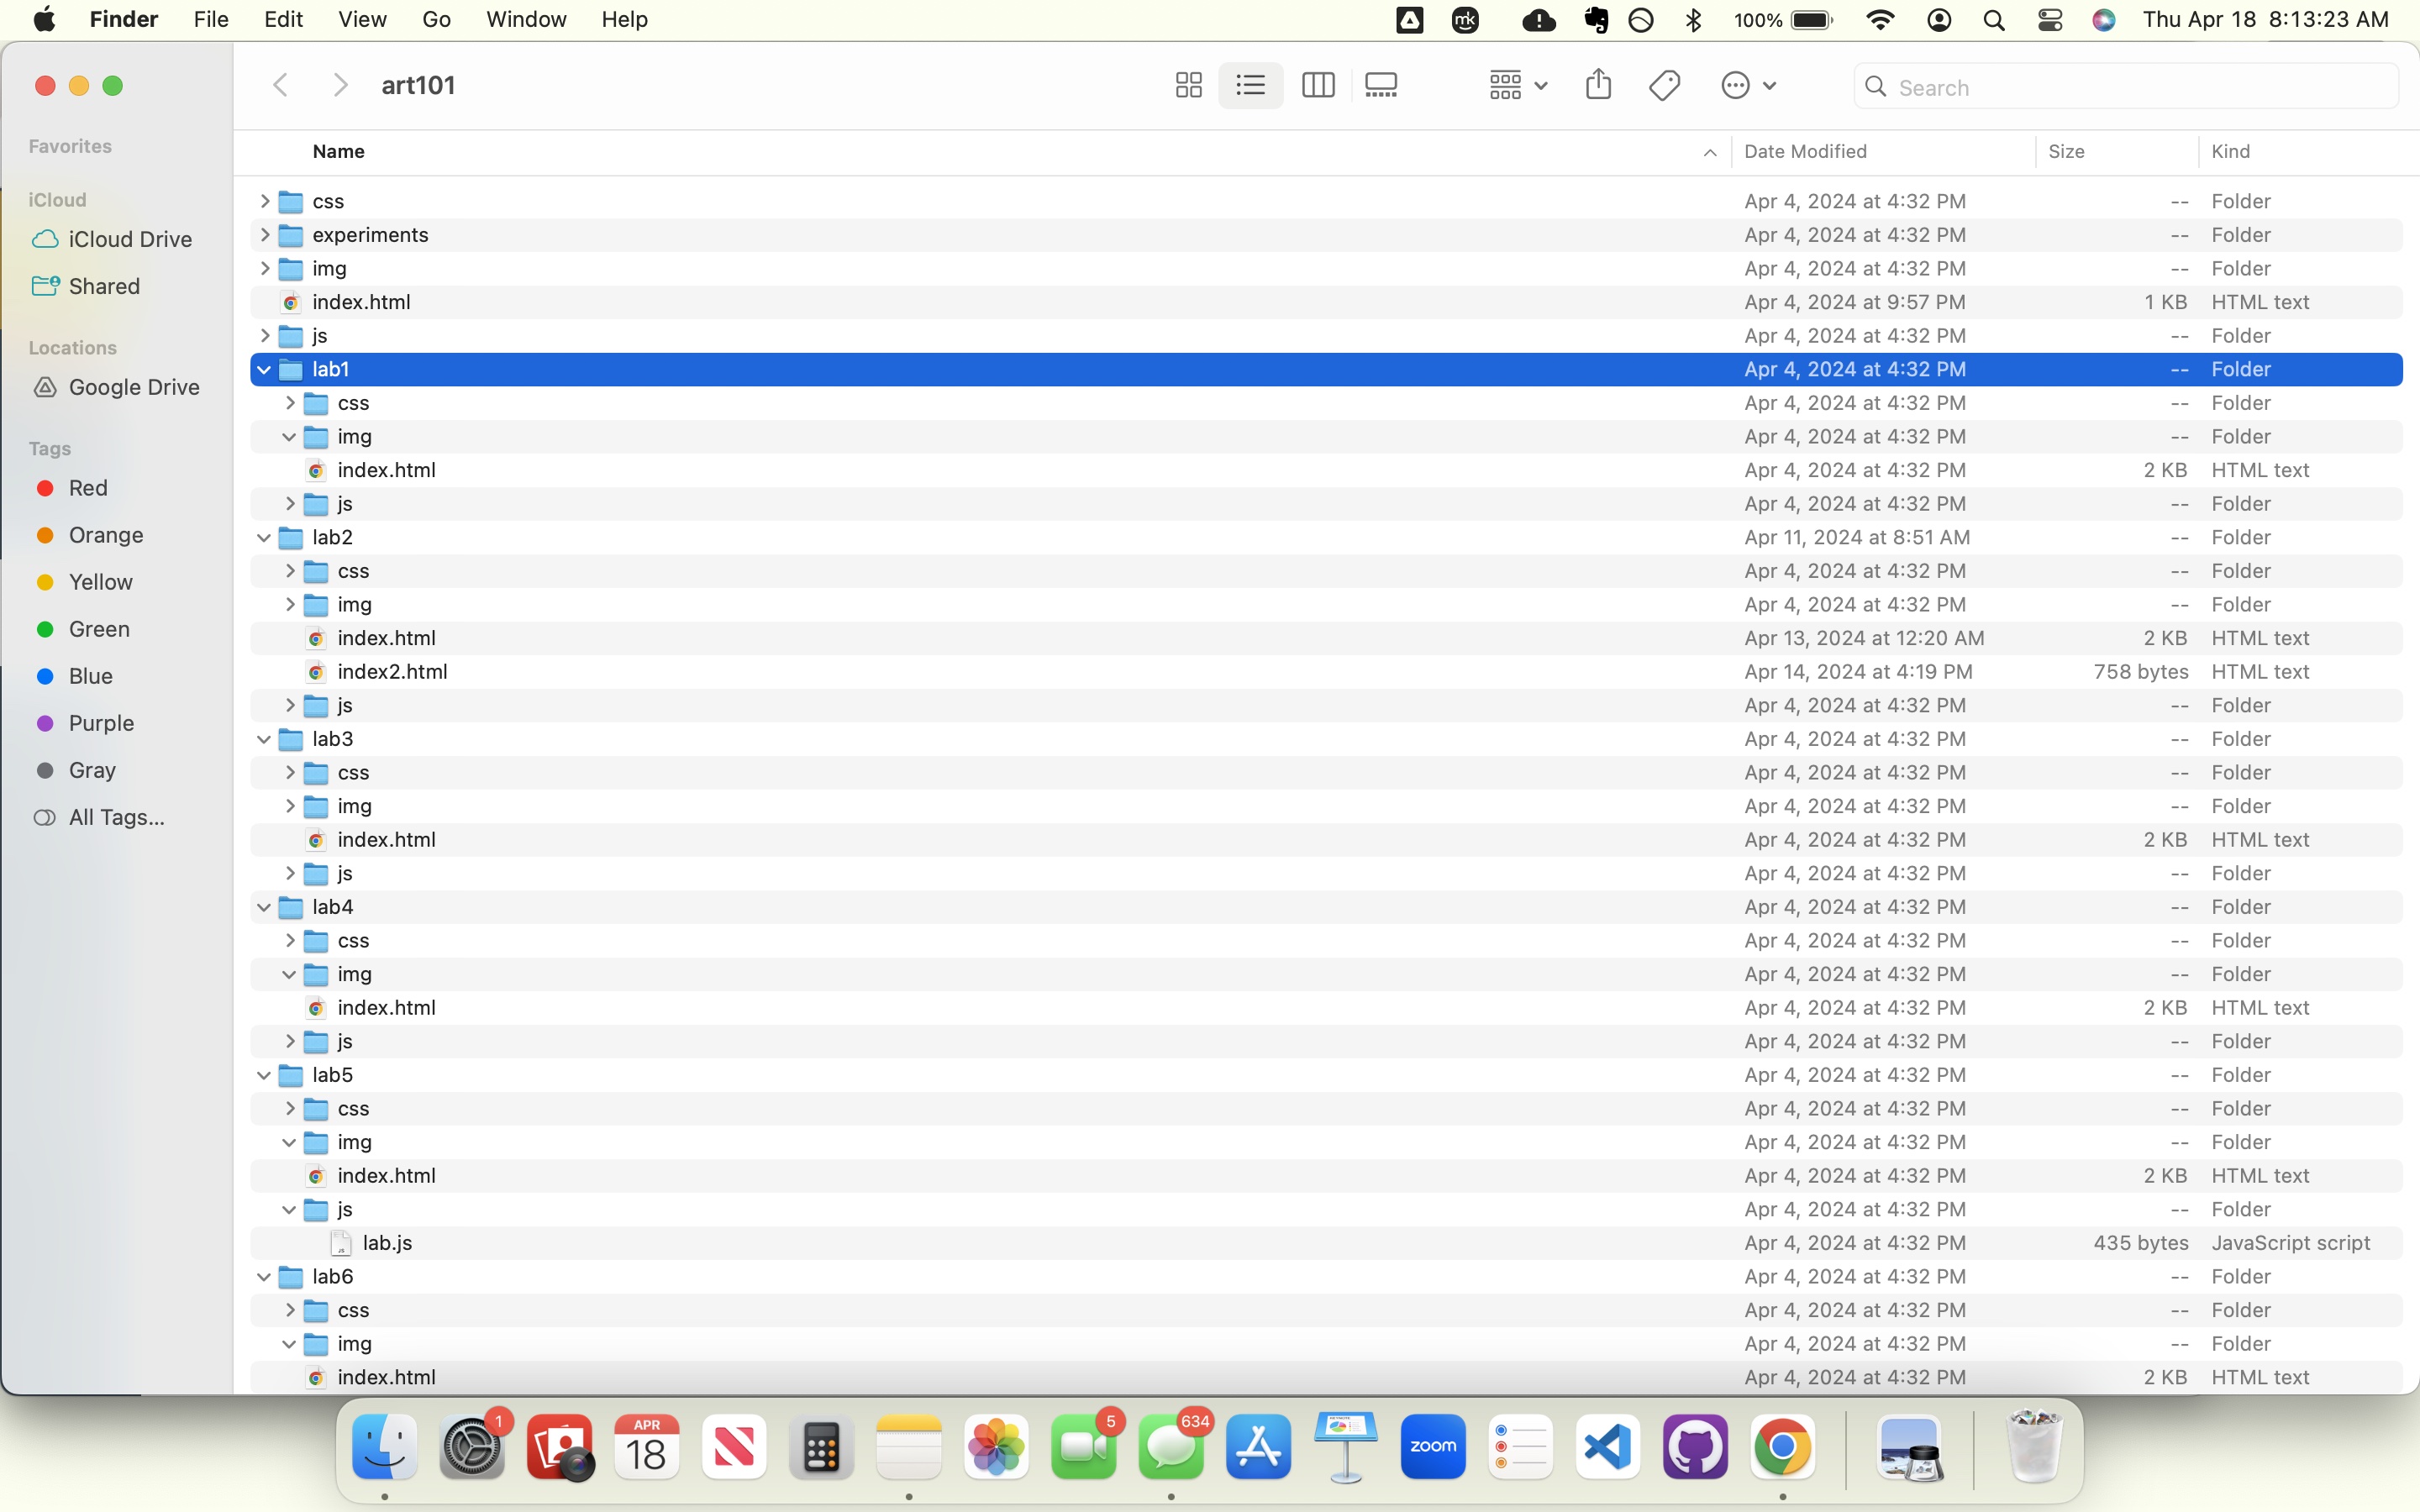 Finder File Edit View Go Window Help mk 100% Thu Apr 18 8:13:23 AM
art101 Search
Favorites
iCloud
iCloud Drive
Shared
Locations
Google Drive
Tags
Red
Orange
Yellow
Green
Blue
Purple
Gray
All Tags...
Name Date Modified Size Kind
css Apr 4, 2024 at 4:32 PM -- Folder
experiments Apr 4, 2024 at 4:32 PM -- Folder
img Apr 4, 2024 at 4:32 PM -- Folder
index.html Apr 4, 2024 at 9:57 PM 1 KB HTML text
js Apr 4, 2024 at 4:32 PM -- Folder
lab1 Apr 4, 2024 at 4:32 PM -- Folder
css Apr 4, 2024 at 4:32 PM -- Folder
img Apr 4, 2024 at 4:32 PM -- Folder
index.html Apr 4, 2024 at 4:32 PM 2 KB HTML text
js Apr 4, 2024 at 4:32 PM -- Folder
lab2 Apr 11, 2024 at 8:51 AM -- Folder
css Apr 4, 2024 at 4:32 PM -- Folder
img Apr 4, 2024 at 4:32 PM -- Folder
index.html Apr 13, 2024 at 12:20 AM 2 KB HTML text
index2.html Apr 14, 2024 at 4:19 PM 758 bytes HTML text
js Apr 4, 2024 at 4:32 PM -- Folder
lab3 Apr 4, 2024 at 4:32 PM -- Folder
css Apr 4, 2024 at 4:32 PM -- Folder
img Apr 4, 2024 at 4:32 PM -- Folder
index.html Apr 4, 2024 at 4:32 PM 2 KB HTML text
js Apr 4, 2024 at 4:32 PM -- Folder
lab4 Apr 4, 2024 at 4:32 PM -- Folder
css Apr 4, 2024 at 4:32 PM -- Folder
img Apr 4, 2024 at 4:32 PM -- Folder
index.html Apr 4, 2024 at 4:32 PM 2 KB HTML text
js Apr 4, 2024 at 4:32 PM -- Folder
lab5 Apr 4, 2024 at 4:32 PM -- Folder
css Apr 4, 2024 at 4:32 PM -- Folder
img Apr 4, 2024 at 4:32 PM -- Folder
index.html Apr 4, 2024 at 4:32 PM 2 KB HTML text
js Apr 4, 2024 at 4:32 PM -- Folder
lab.js Apr 4, 2024 at 4:32 PM 435 bytes JavaScript script
lab6 Apr 4, 2024 at 4:32 PM -- Folder
css Apr 4, 2024 at 4:32 PM -- Folder
img Apr 4, 2024 at 4:32 PM -- Folder
index.html Apr 4, 2024 at 4:32 PM 2 KB HTML text
1 APR 18 5 634 zoom